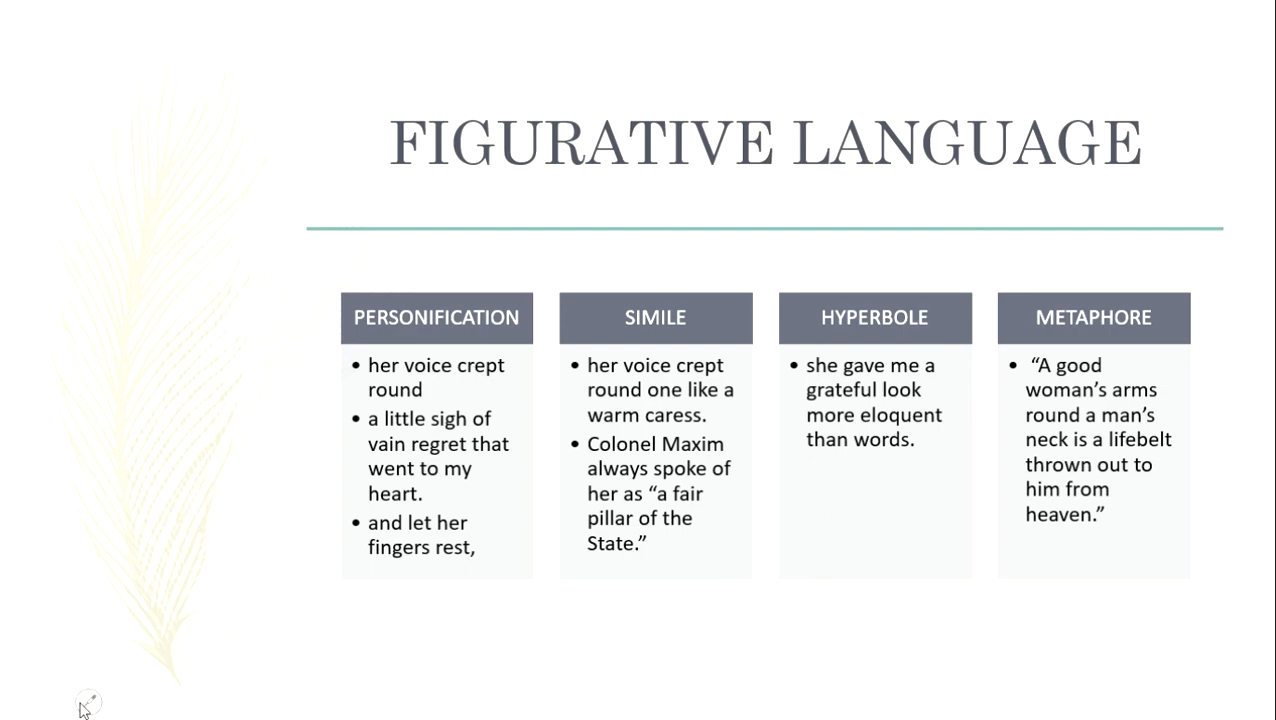 FIGURATIVE LANGUAGE
PERSONIFICATION
• her voice crept
round
• a little sigh of
vain regret that
went to my
heart.
• and let her
fingers rest,
SIMILE
• her voice crept
round one like a
warm caress.
• Colonel Maxim
always spoke of
her as “a fair
pillar of the
State.”
HYPERBOLE
• she gave me a
grateful look
more eloquent
than words.
METAPHORE
• “A good
woman’s arms
round a man’s
neck is a lifebelt
thrown out to
him from
heaven.”